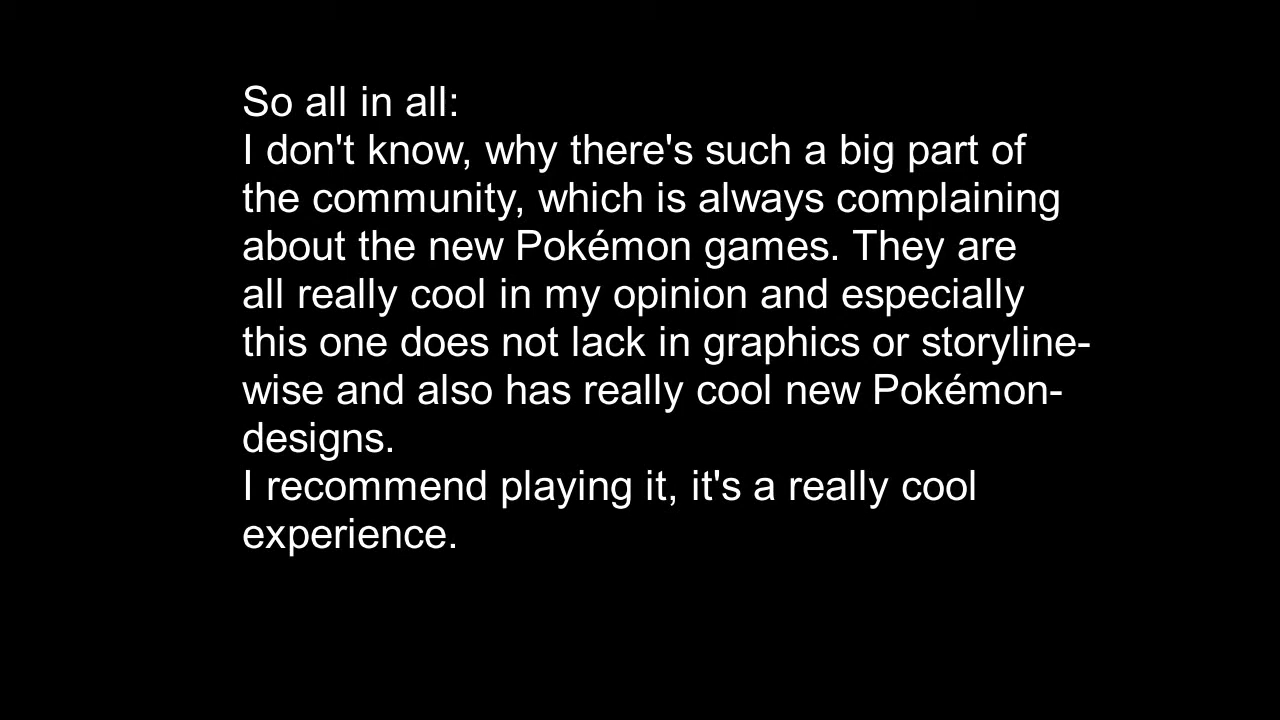 So all in all:
I don't know, why there's such a big part of
the community, which is always complaining
about the new Pokémon games. They are
all really cool in my opinion and especially
this one does not lack in graphics or storyline-
wise and also has really cool new Pokémon-
designs.
I recommend playing it, it's a really cool
experience.